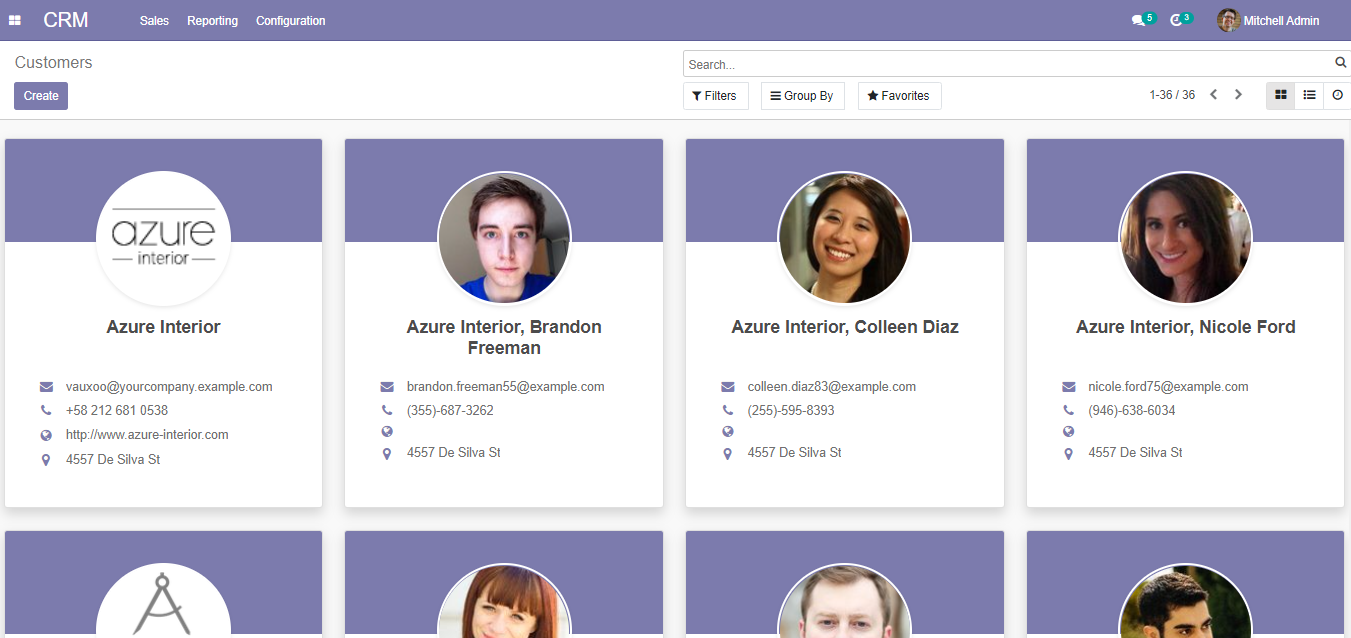 CRM
Sales Reporting Configuration
5 3 Mitchell Admin
Customers
Search...
Create
Filters Group By Favorites
1-36 / 36
azure
interior
Azure Interior
vauxoo@yourcompany.example.com
+58 212 681 0538
http://www.azure-interior.com
4557 De Silva St
Azure Interior, Brandon
Freeman
brandon.freeman55@example.com
(355)-687-3262
4557 De Silva St
Azure Interior, Colleen Diaz
colleen.diaz83@example.com
(255)-595-8393
4557 De Silva St
Azure Interior, Nicole Ford
nicole.ford75@example.com
(946)-638-6034
4557 De Silva St